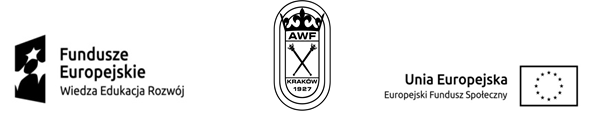 Fundusze
Europejskie
Wiedza Edukacja Rozwój
AWF
KRAKÓW
1927
Unia Europejska
Europejski Fundusz Społeczny